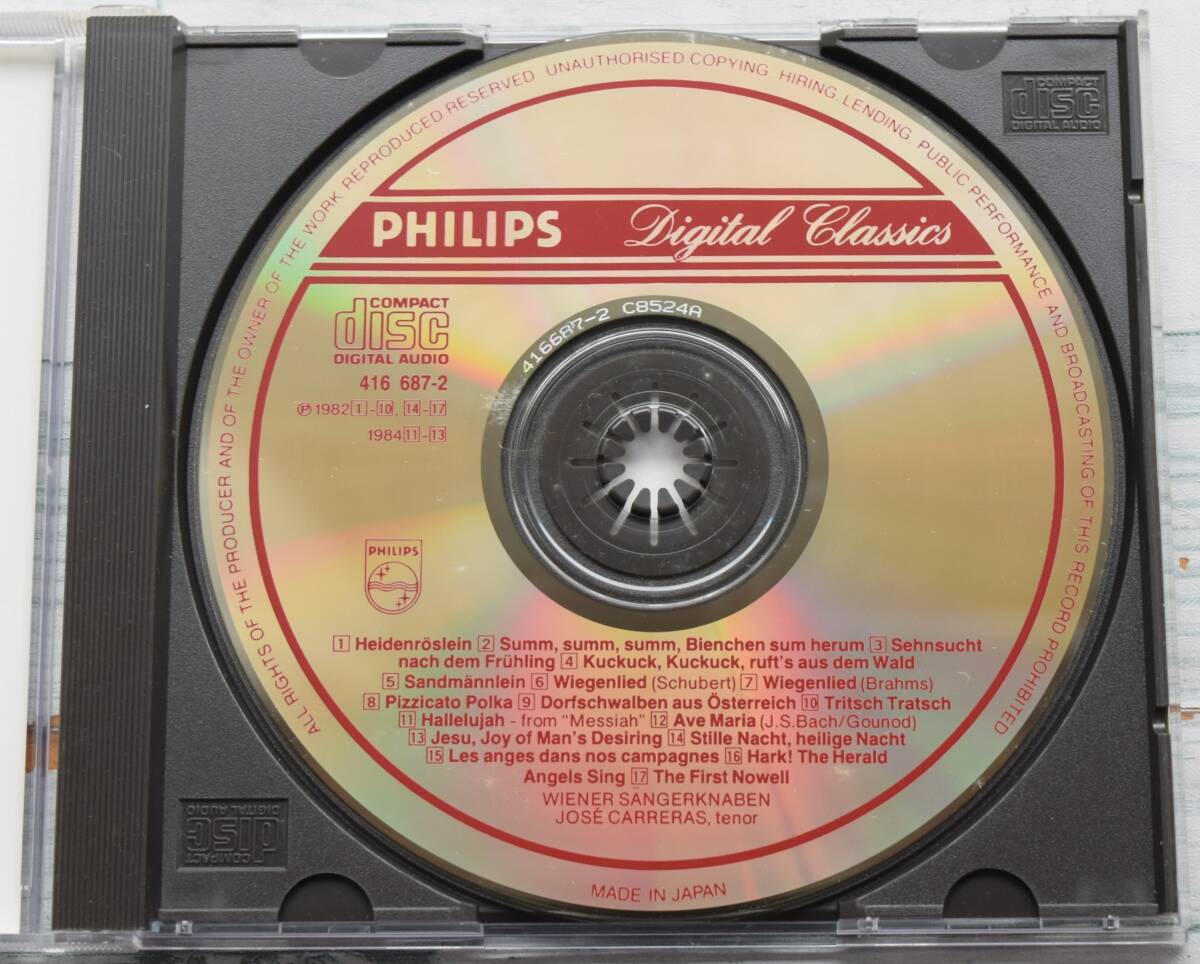 ALL RIGHTS OF THE PRODUCER AND OF THE OWNER OF THE WORK REPRODUCED RESERVED UNAUTHORISED COPYING, HIRING, LENDING, PUBLIC PERFORMANCE AND BROADCASTING OF THIS RECORD PROHIBITED
COMPACT
disc
DIGITAL AUDIO
PHILIPS Digital Classics
COMPACT
disc
DIGITAL AUDIO
416 687-2
℗ 1982 1-10, 14-17
1984 11-13
416687-2 C8524A
PHILIPS
1 Heidenröslein 2 Summ, summ, summ, Bienchen sum herum 3 Sehnsucht
nach dem Frühling 4 Kuckuck, Kuckuck, ruft's aus dem Wald
5 Sandmännlein 6 Wiegenlied (Schubert) 7 Wiegenlied (Brahms)
8 Pizzicato Polka 9 Dorfschwalben aus Österreich 10 Tritsch Tratsch
11 Hallelujah - from "Messiah" 12 Ave Maria (J.S.Bach/Gounod)
13 Jesu, Joy of Man's Desiring 14 Stille Nacht, heilige Nacht
15 Les anges dans nos campagnes 16 Hark! The Herald
Angels Sing 17 The First Nowell
WIENER SÄNGERKNABEN
JOSÉ CARRERAS, tenor
MADE IN JAPAN
COMPACT
disc
DIGITAL AUDIO